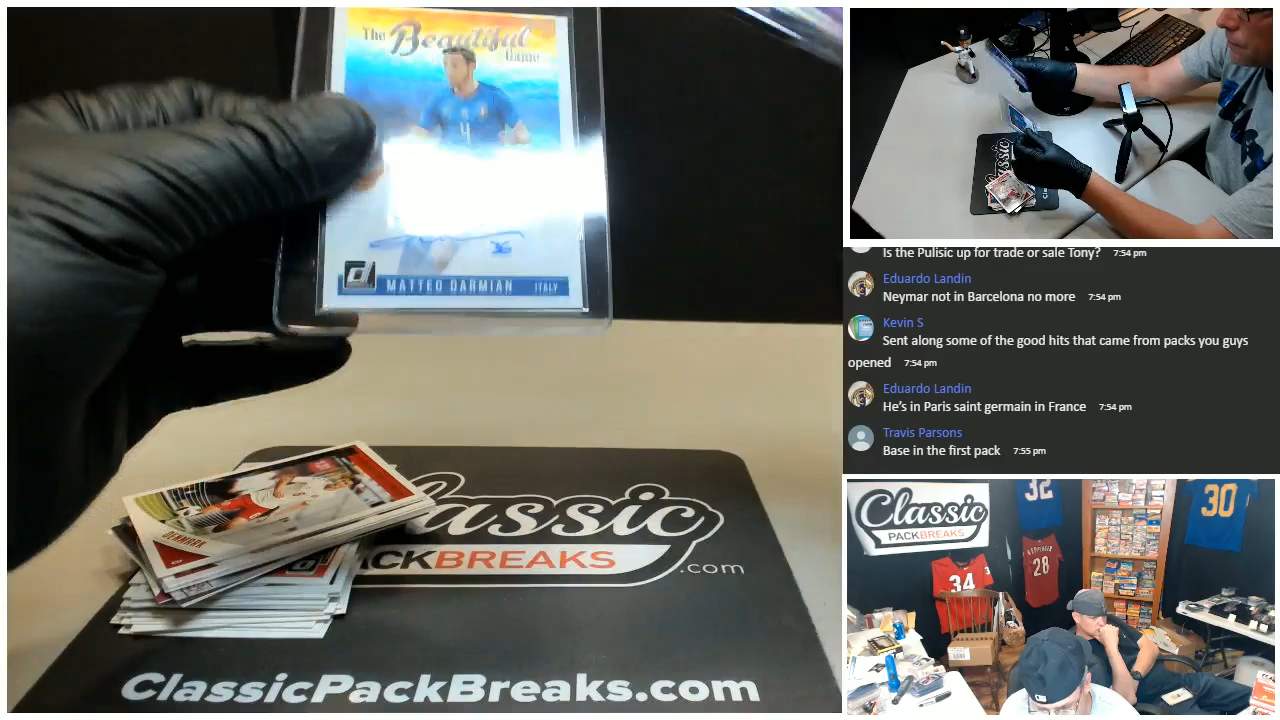 The Beautiful Game
4
MATTEO DARMIAN ITALY
d
DENMARK
Classic
PACKBREAKS
.com
ClassicPackBreaks.com
Is the Pulisic up for trade or sale Tony? 7:54 pm
Eduardo Landin
Neymar not in Barcelona no more 7:54 pm
Kevin S
Sent along some of the good hits that came from packs you guys
opened 7:54 pm
Eduardo Landin
He's in Paris saint germain in France 7:54 pm
Travis Parsons
Base in the first pack 7:55 pm
Classic
PACKBREAKS
32
30
34
28